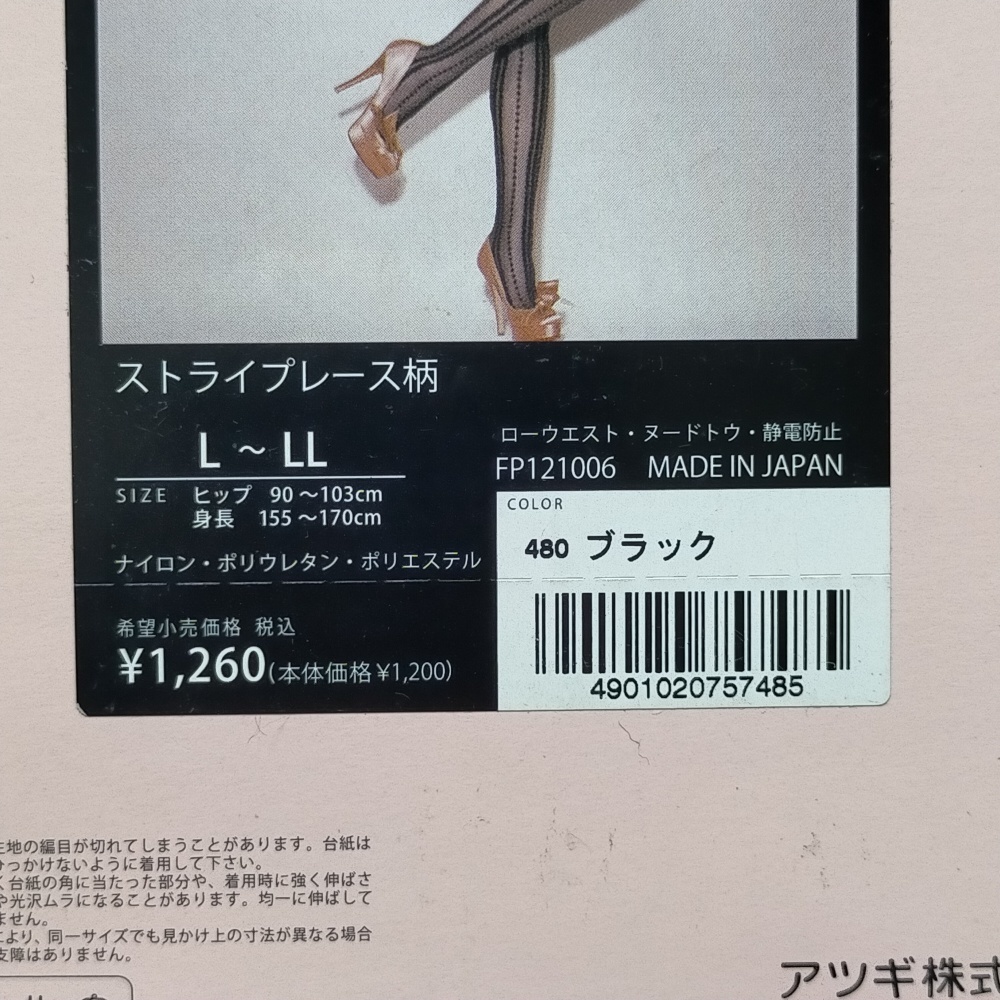 ストライプレース柄
L ～ LL
SIZE ヒップ 90～103cm
身長 155～170cm
ナイロン・ポリウレタン・ポリエステル
希望小売価格 税込
¥1,260(本体価格¥1,200)
ローウエスト・ヌードトウ・静電防止
FP121006 MADE IN JAPAN
COLOR
480 ブラック
4901020757485
生地の編目が切れてしまうことがあります。台紙は
ひっかけないように着用して下さい。
く台紙の角に当たった部分や、着用時に強く伸ばさ
や光沢ムラになることがあります。均一に伸ばして
ません。
により、同一サイズでも見かけ上の寸法が異なる場合
支障はありません。
アツギ株式